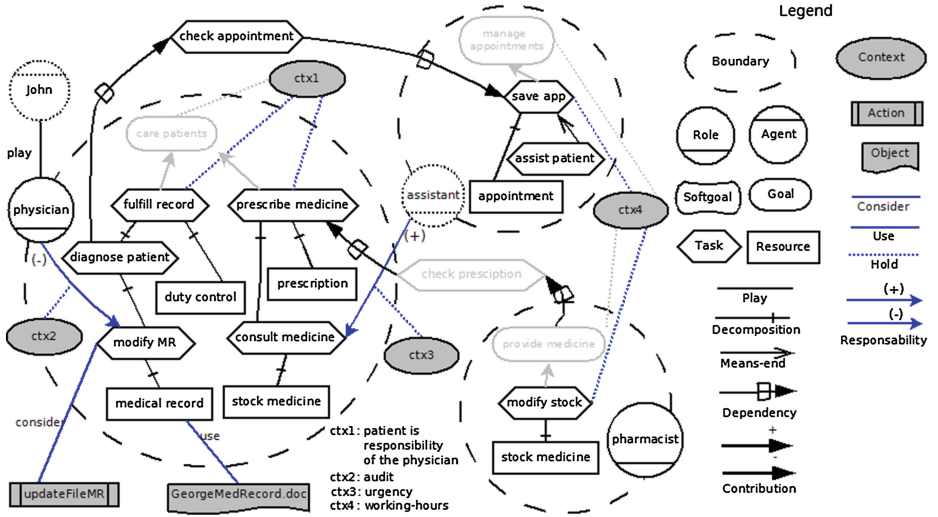 Legend
manage
appointments
check appointment
ctx1
Boundary
Context
John
save app
care patients
Role
Agent
Action
play
assist patient
Object
fulfill record
prescribe medicine
assistant
appointment
physician
ctx4
Softgoal
Goal
Consider
(+)
Use
(-)
diagnose patient
Task
Resource
Hold
check presciption
duty control
prescription
Play
(+)
Decomposition
(-)
ctx2
modify MR
consult medicine
provide medicine
Responsability
ctx3
Means-end
medical record
stock medicine
modify stock
Dependency
consider
use
ctx1: patient is
responsibility
of the physician
pharmacist
+
stock medicine
-
ctx2: audit
updateFileMR
GeorgeMedRecord.doc
ctx3: urgency
Contribution
ctx4: working-hours